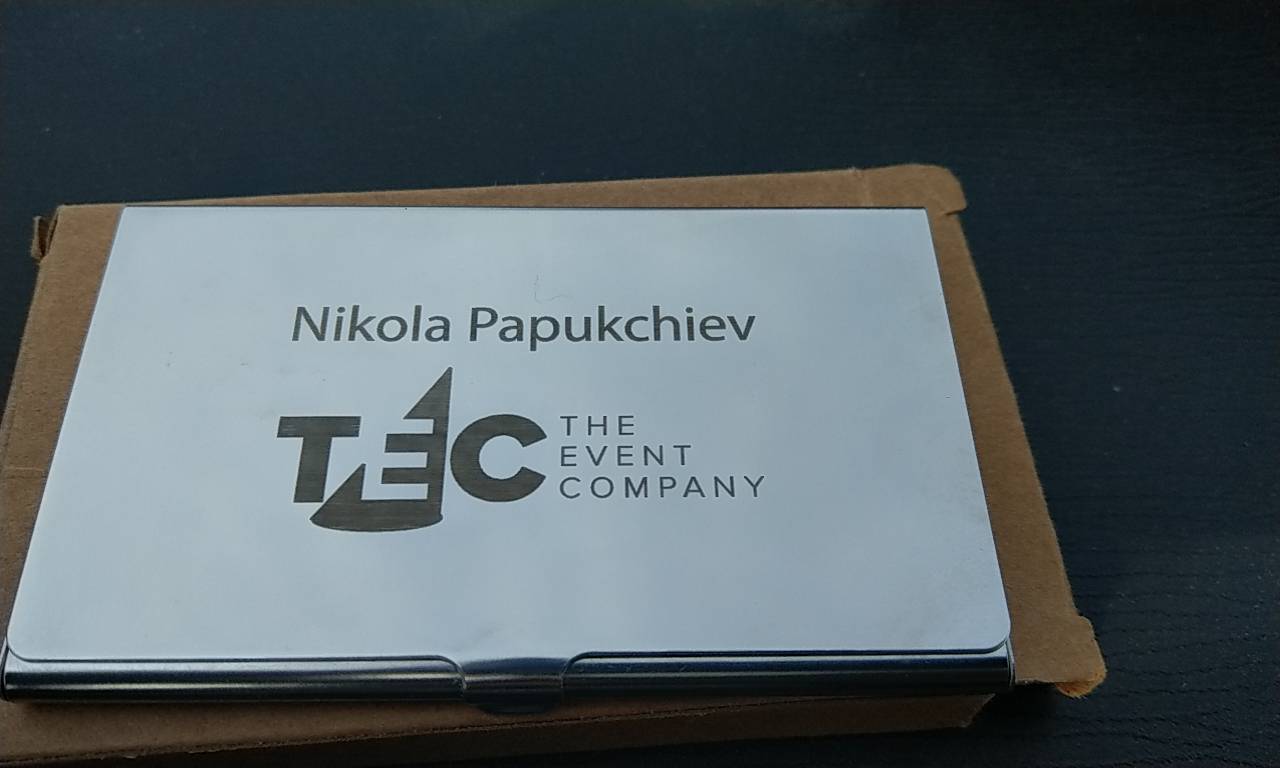 Nikola Papukchiev
TEC
THE
EVENT
COMPANY